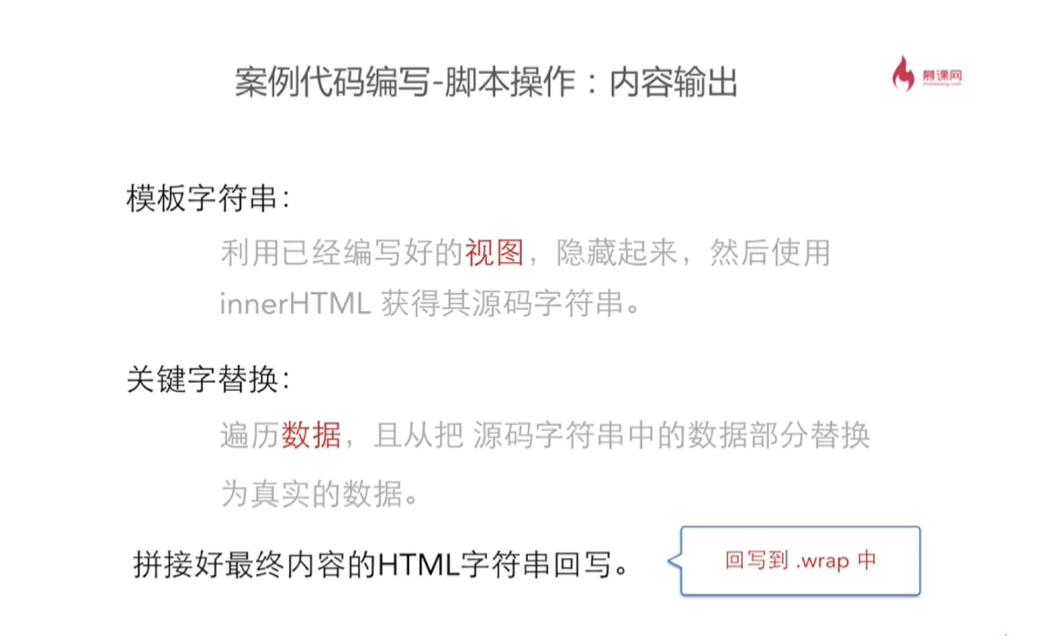 案例代码编写-脚本操作：内容输出
慕课网
模板字符串：
利用已经编写好的视图，隐藏起来，然后使用
innerHTML 获得其源码字符串。
关键字替换：
遍历数据，且从把 源码字符串中的数据部分替换
为真实的数据。
拼接好最终内容的HTML字符串回写。
回写到 .wrap 中